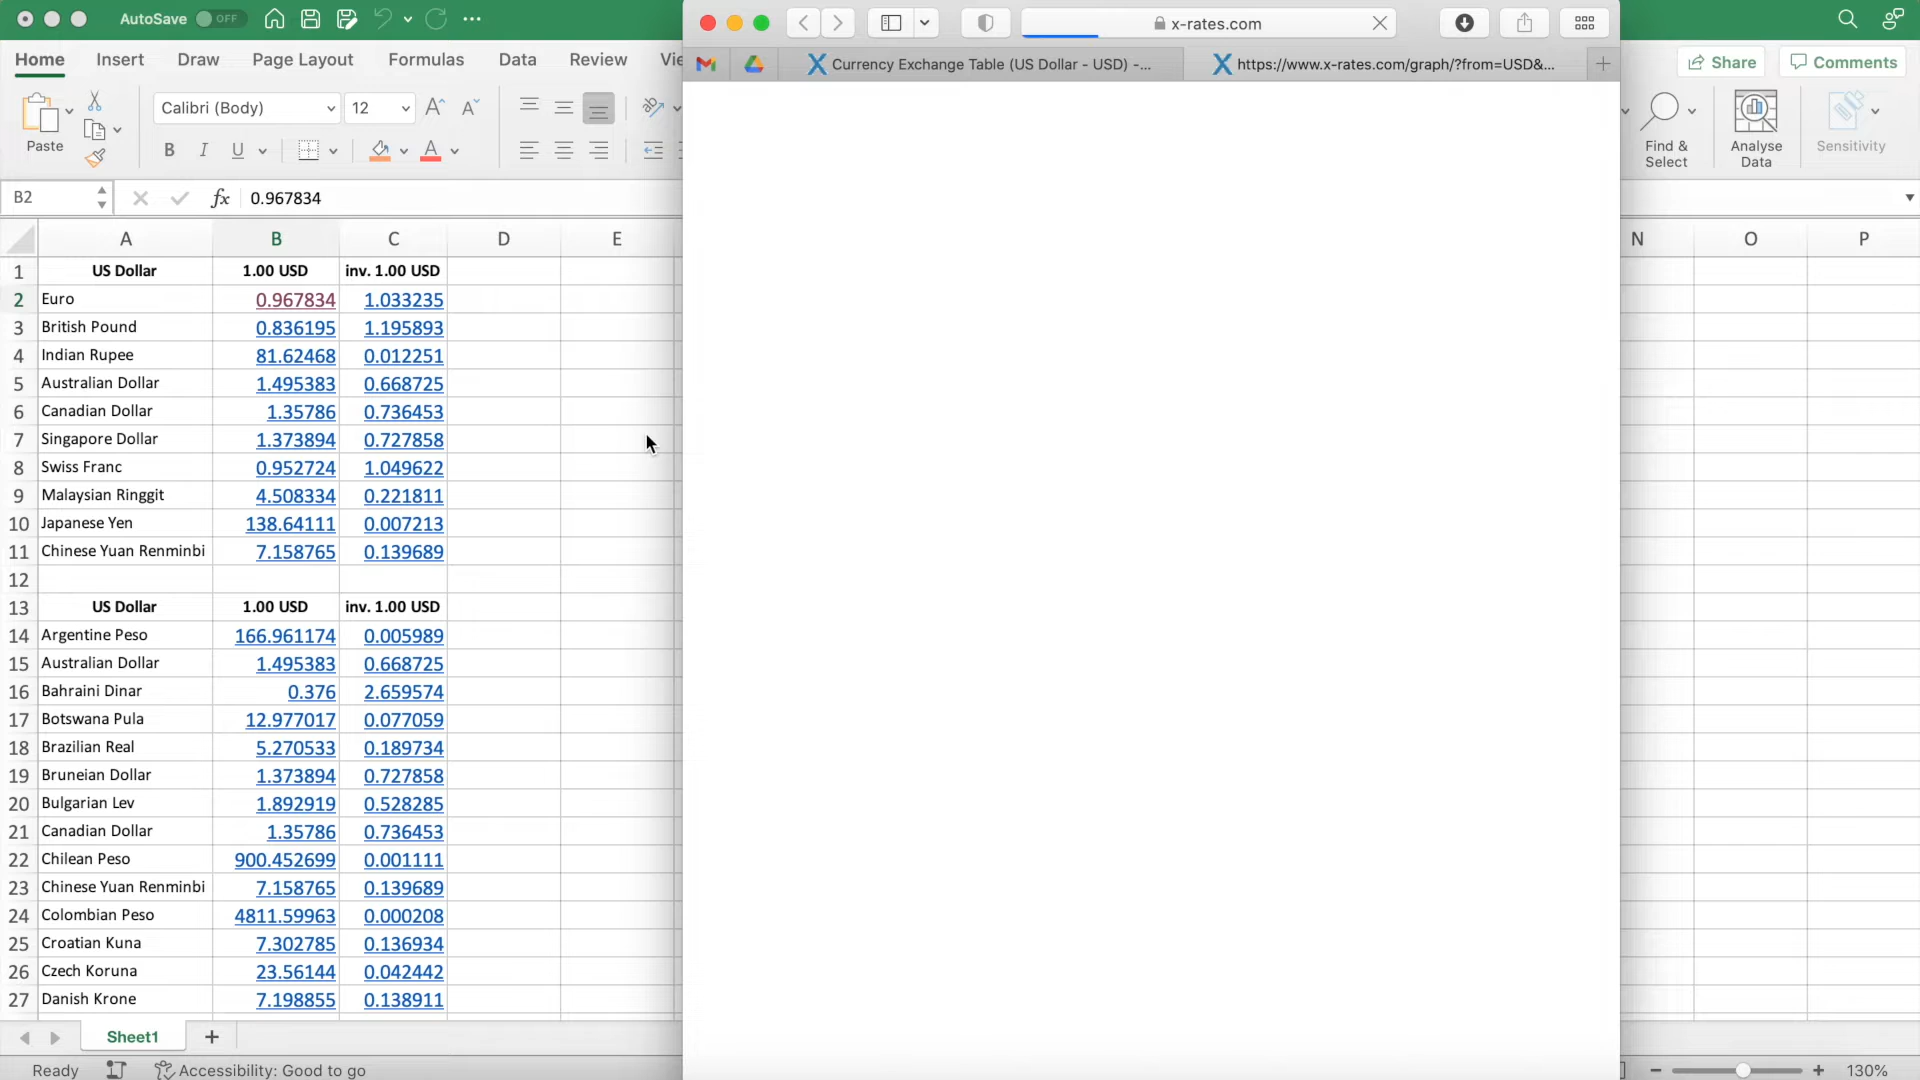 AutoSave OFF
Home Insert Draw Page Layout Formulas Data Review
Paste
Calibri (Body) 12
B I U
B2 fx 0.967834
A B C D E
1 US Dollar 1.00 USD inv. 1.00 USD
2 Euro 0.967834 1.033235
3 British Pound 0.836195 1.195893
4 Indian Rupee 81.62468 0.012251
5 Australian Dollar 1.495383 0.668725
6 Canadian Dollar 1.35786 0.736453
7 Singapore Dollar 1.373894 0.727858
8 Swiss Franc 0.952724 1.049622
9 Malaysian Ringgit 4.508334 0.221811
10 Japanese Yen 138.64111 0.007213
11 Chinese Yuan Renminbi 7.158765 0.139689
12
13 US Dollar 1.00 USD inv. 1.00 USD
14 Argentine Peso 166.961174 0.005989
15 Australian Dollar 1.495383 0.668725
16 Bahraini Dinar 0.376 2.659574
17 Botswana Pula 12.977017 0.077059
18 Brazilian Real 5.270533 0.189734
19 Bruneian Dollar 1.373894 0.727858
20 Bulgarian Lev 1.892919 0.528285
21 Canadian Dollar 1.35786 0.736453
22 Chilean Peso 900.452699 0.001111
23 Chinese Yuan Renminbi 7.158765 0.139689
24 Colombian Peso 4811.59963 0.000208
25 Croatian Kuna 7.302785 0.136934
26 Czech Koruna 23.56144 0.042442
27 Danish Krone 7.198855 0.138911
Sheet1
Ready Accessibility: Good to go
x-rates.com
Currency Exchange Table (US Dollar - USD) -...
https://www.x-rates.com/graph/?from=USD&...
Share Comments
Find &
Select
Analyse
Data
Sensitivity
N O P
130%